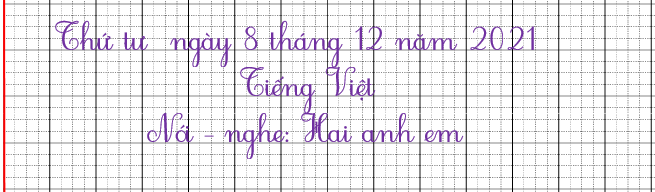 Thứ tư ngày 8 tháng 12 năm 2021
Tiếng Việt
Nói - nghe: Hai anh em